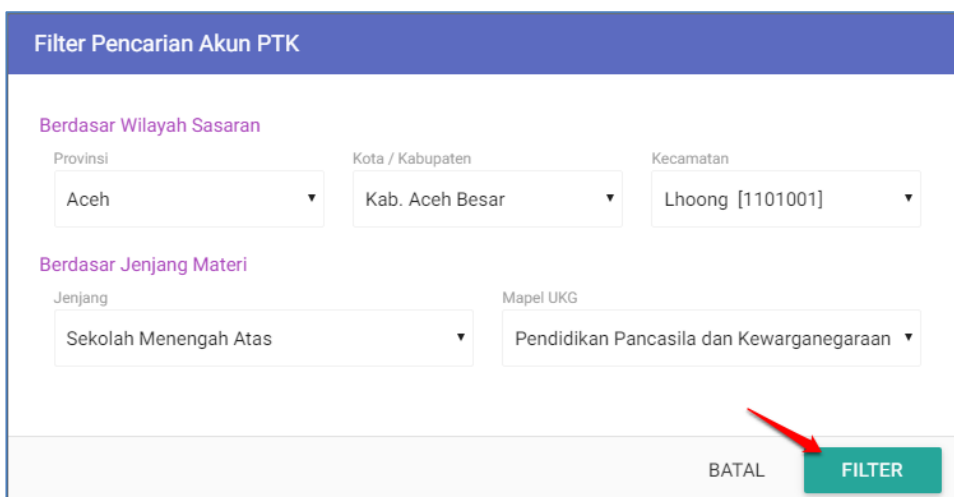 Filter Pencarian Akun PTK
Berdasar Wilayah Sasaran
Provinsi Kota / Kabupaten Kecamatan
Aceh Kab. Aceh Besar Lhoong [1101001]
Berdasar Jenjang Materi
Jenjang Mapel UKG
Sekolah Menengah Atas Pendidikan Pancasila dan Kewarganegaraan
BATAL FILTER